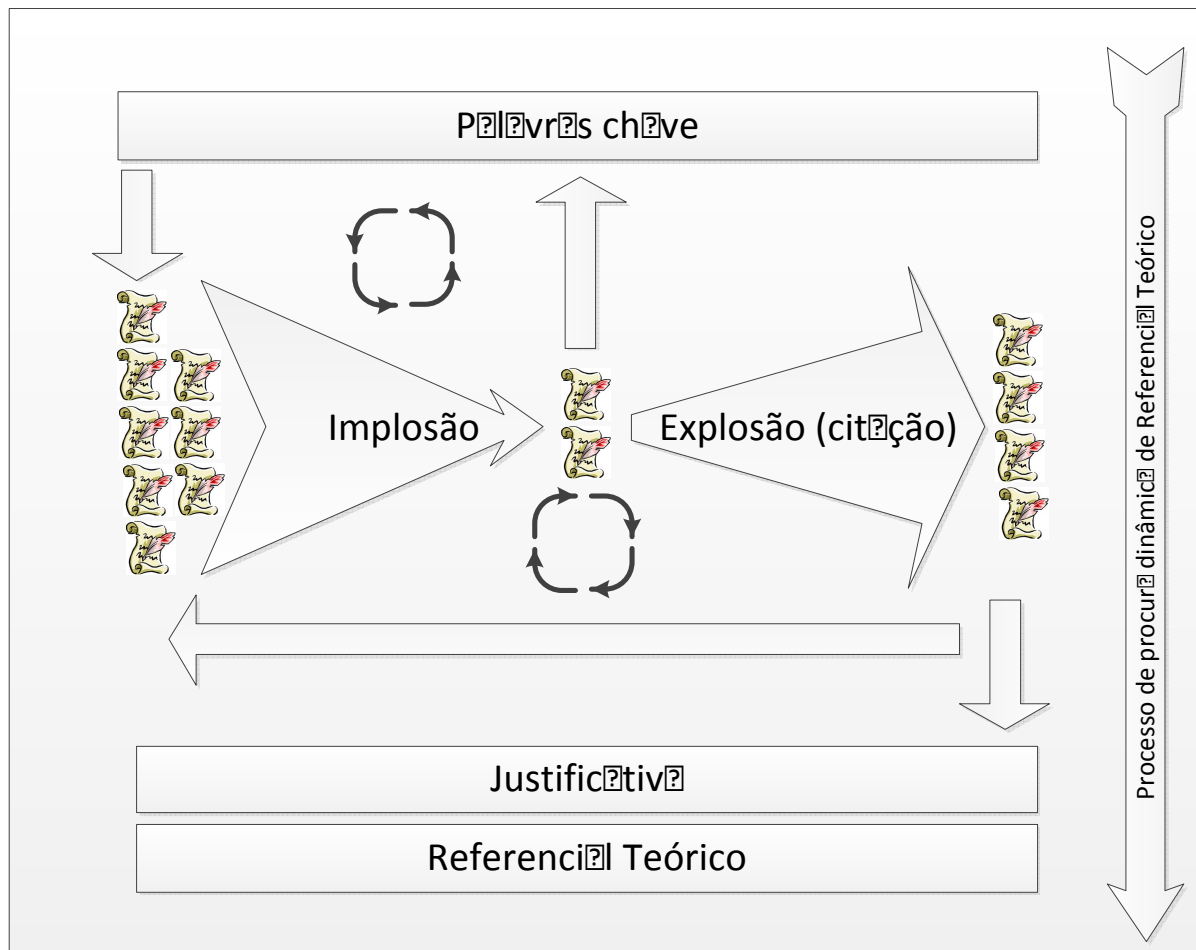 P�l�vr�s ch�ve
Implosão
Explosão (cit�ção)
Justific�tiv�
Referenci�l Teórico
Processo de procur� dinâmic� de Referenci�l Teórico